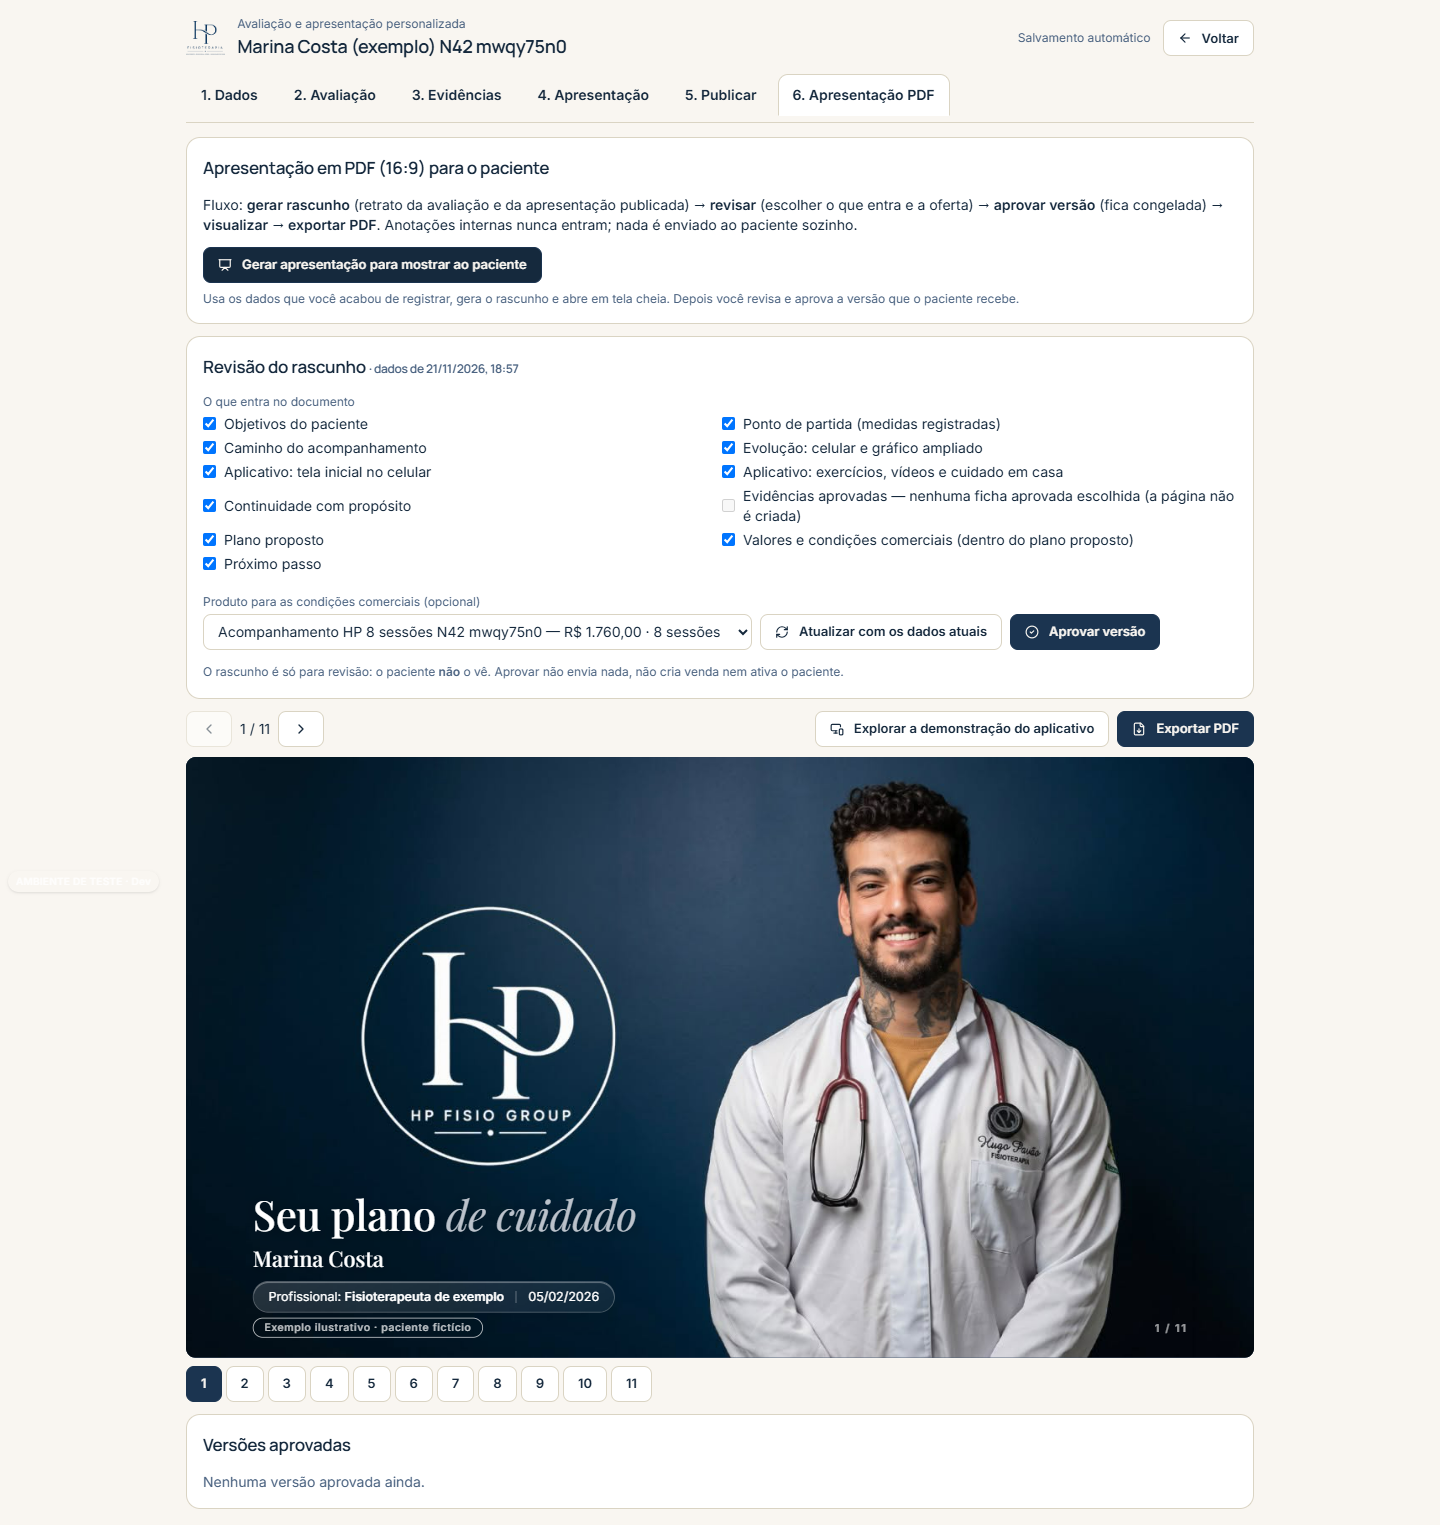 HP
FISIOTERAPIA
Avaliação e apresentação personalizada
Marina Costa (exemplo) N42 mwqy75n0
Salvamento automático
Voltar
1. Dados
2. Avaliação
3. Evidências
4. Apresentação
5. Publicar
6. Apresentação PDF
Apresentação em PDF (16:9) para o paciente
Fluxo: gerar rascunho (retrato da avaliação e da apresentação publicada) → revisar (escolher o que entra e a oferta) → aprovar versão (fica congelada) →
visualizar → exportar PDF. Anotações internas nunca entram; nada é enviado ao paciente sozinho.
Gerar apresentação para mostrar ao paciente
Usa os dados que você acabou de registrar, gera o rascunho e abre em tela cheia. Depois você revisa e aprova a versão que o paciente recebe.
Revisão do rascunho · dados de 21/11/2026, 18:57
O que entra no documento
Objetivos do paciente
Ponto de partida (medidas registradas)
Caminho do acompanhamento
Evolução: celular e gráfico ampliado
Aplicativo: tela inicial no celular
Aplicativo: exercícios, vídeos e cuidado em casa
Continuidade com propósito
Evidências aprovadas — nenhuma ficha aprovada escolhida (a página não
é criada)
Plano proposto
Valores e condições comerciais (dentro do plano proposto)
Próximo passo
Produto para as condições comerciais (opcional)
Acompanhamento HP 8 sessões N42 mwqy75n0 — R$ 1.760,00 · 8 sessões
Atualizar com os dados atuais
Aprovar versão
O rascunho é só para revisão: o paciente não o vê. Aprovar não envia nada, não cria venda nem ativa o paciente.
1 / 11
Explorar a demonstração do aplicativo
Exportar PDF
AMBIENTE DE TESTE · Dev
HP
HP FISIO GROUP
Hugo Pavão
FISIOTERAPIA
Seu plano de cuidado
Marina Costa
Profissional: Fisioterapeuta de exemplo | 05/02/2026
Exemplo ilustrativo · paciente fictício
1 / 11
1
2
3
4
5
6
7
8
9
10
11
Versões aprovadas
Nenhuma versão aprovada ainda.